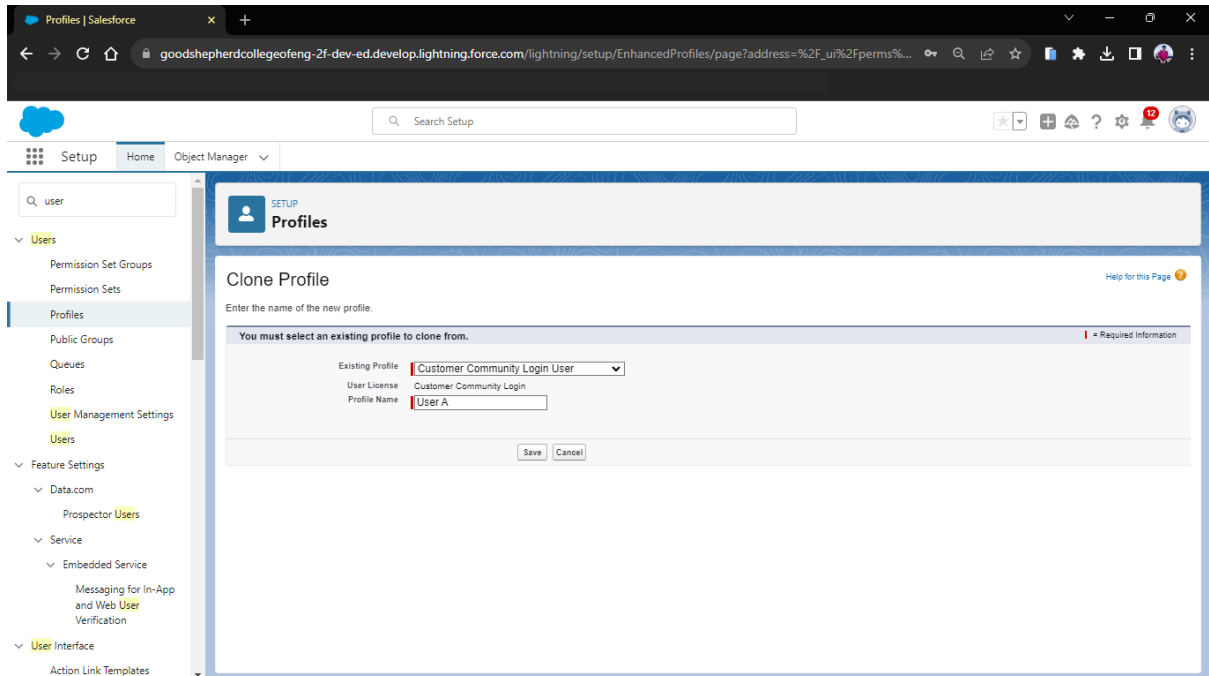 Profiles | Salesforce
goodshepherdcollegeofeng-2f-dev-ed.develop.lightning.force.com/lightning/setup/EnhancedProfiles/page?address=%2F_ui%2Fperms%...
Search Setup
12
Setup Home Object Manager
user
Users
Permission Set Groups
Permission Sets
Profiles
Public Groups
Queues
Roles
User Management Settings
Users
Feature Settings
Data.com
Prospector Users
Service
Embedded Service
Messaging for In-App
and Web User
Verification
User Interface
Action Link Templates
SETUP
Profiles
Clone Profile
Help for this Page
Enter the name of the new profile.
You must select an existing profile to clone from.
= Required Information
Existing Profile Customer Community Login User
User License Customer Community Login
Profile Name User A
Save Cancel